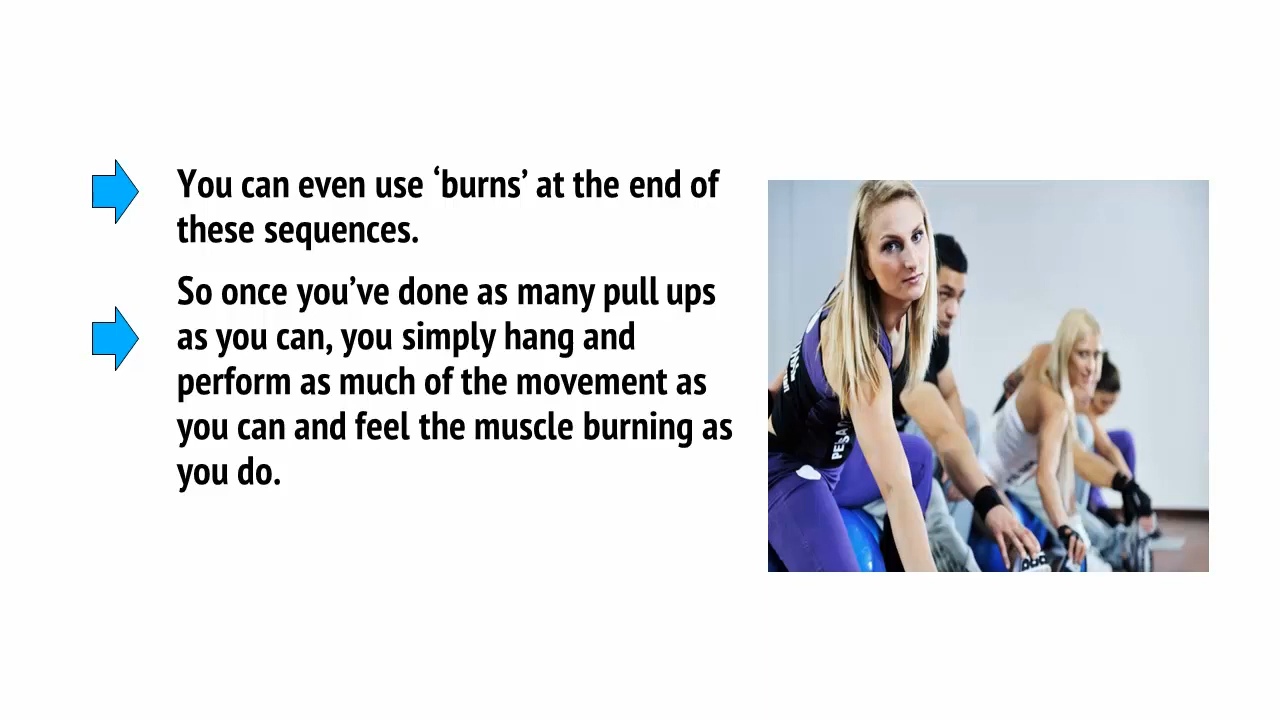 You can even use ‘burns’ at the end of
these sequences.
So once you’ve done as many pull ups
as you can, you simply hang and
perform as much of the movement as
you can and feel the muscle burning as
you do.